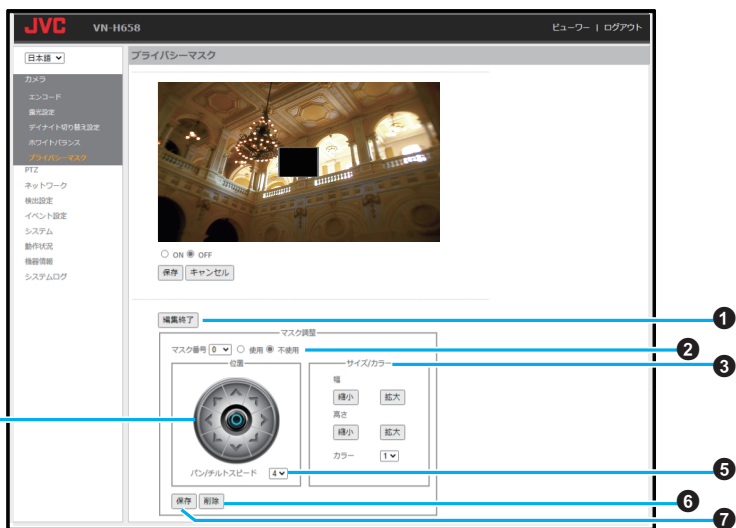 JVC VN-H658 ビューワー | ログアウト
日本語
プライバシーマスク
カメラ
エンコード
露光設定
デイナイト切り替え設定
ホワイトバランス
プライバシーマスク
PTZ
ネットワーク
検出設定
イベント設定
システム
動作状況
機器情報
システムログ
ON OFF
保存 キャンセル
編集終了
マスク調整
マスク番号 0 使用 不使用
位置
サイズ/カラー
幅
縮小 拡大
高さ
縮小 拡大
カラー 1
パン/チルトスピード 4
保存 削除
1
2
3
5
6
7